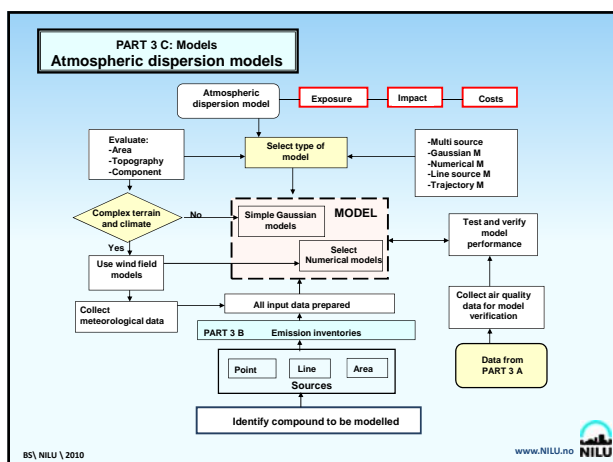 PART 3 C: Models
Atmospheric dispersion models
Atmospheric
dispersion model
Exposure
Impact
Costs
Evaluate:
-Area
-Topography
-Component
Select type of
model
-Multi source
-Gaussian M
-Numerical M
-Line source M
-Trajectory M
Complex terrain
and climate
No
Yes
Simple Gaussian
models
MODEL
Select
Numerical models
Test and verify
model
performance
Use wind field
models
Collect
meteorological data
All input data prepared
Collect air quality
data for model
verification
PART 3 B Emission inventories
Point
Line
Area
Sources
Data from
PART 3 A
Identify compound to be modelled
BS\ NILU \ 2010
www.NILU.no
NILU